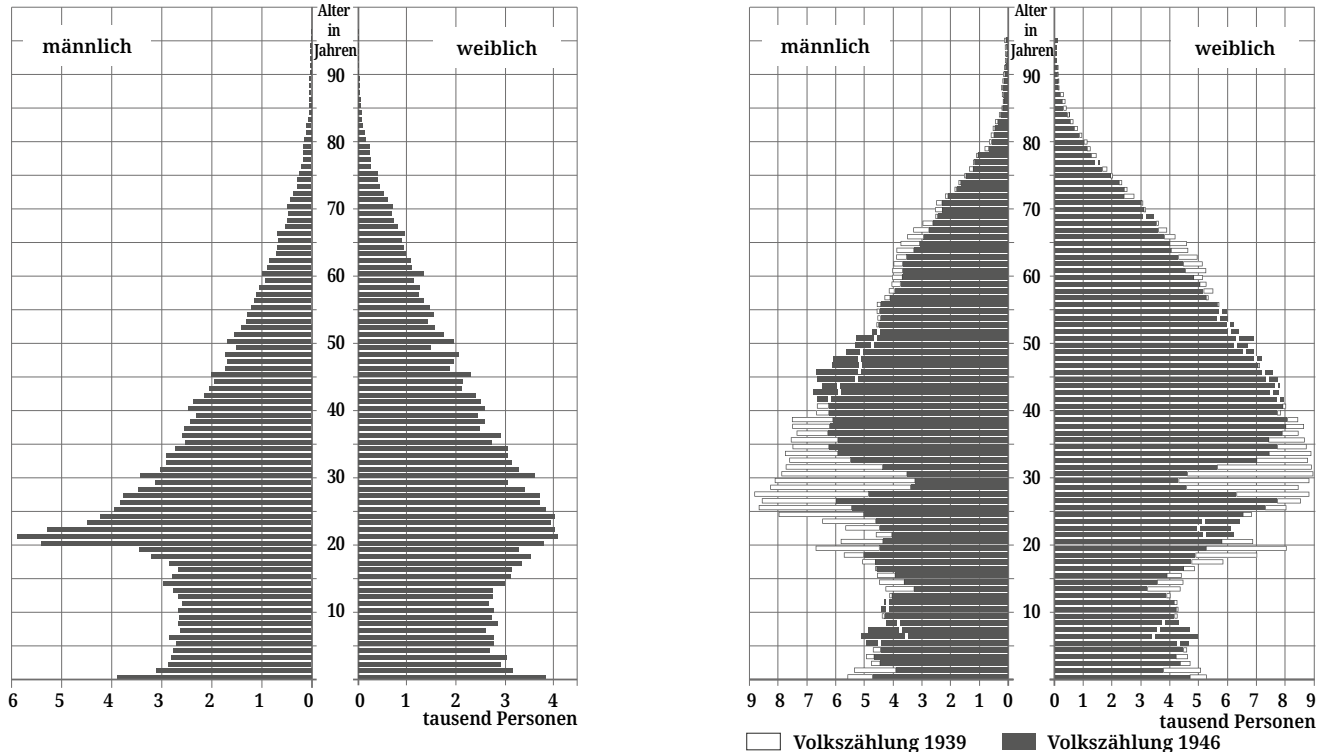 Alter
in
Jahren
männlich
weiblich
90
80
70
60
50
40
30
20
10
6 5 4 3 2 1 0
0 1 2 3 4
tausend Personen
Alter
in
Jahren
männlich
weiblich
90
80
70
60
50
40
30
20
10
9 8 7 6 5 4 3 2 1 0
0 1 2 3 4 5 6 7 8 9
tausend Personen
Volkszählung 1939
Volkszählung 1946